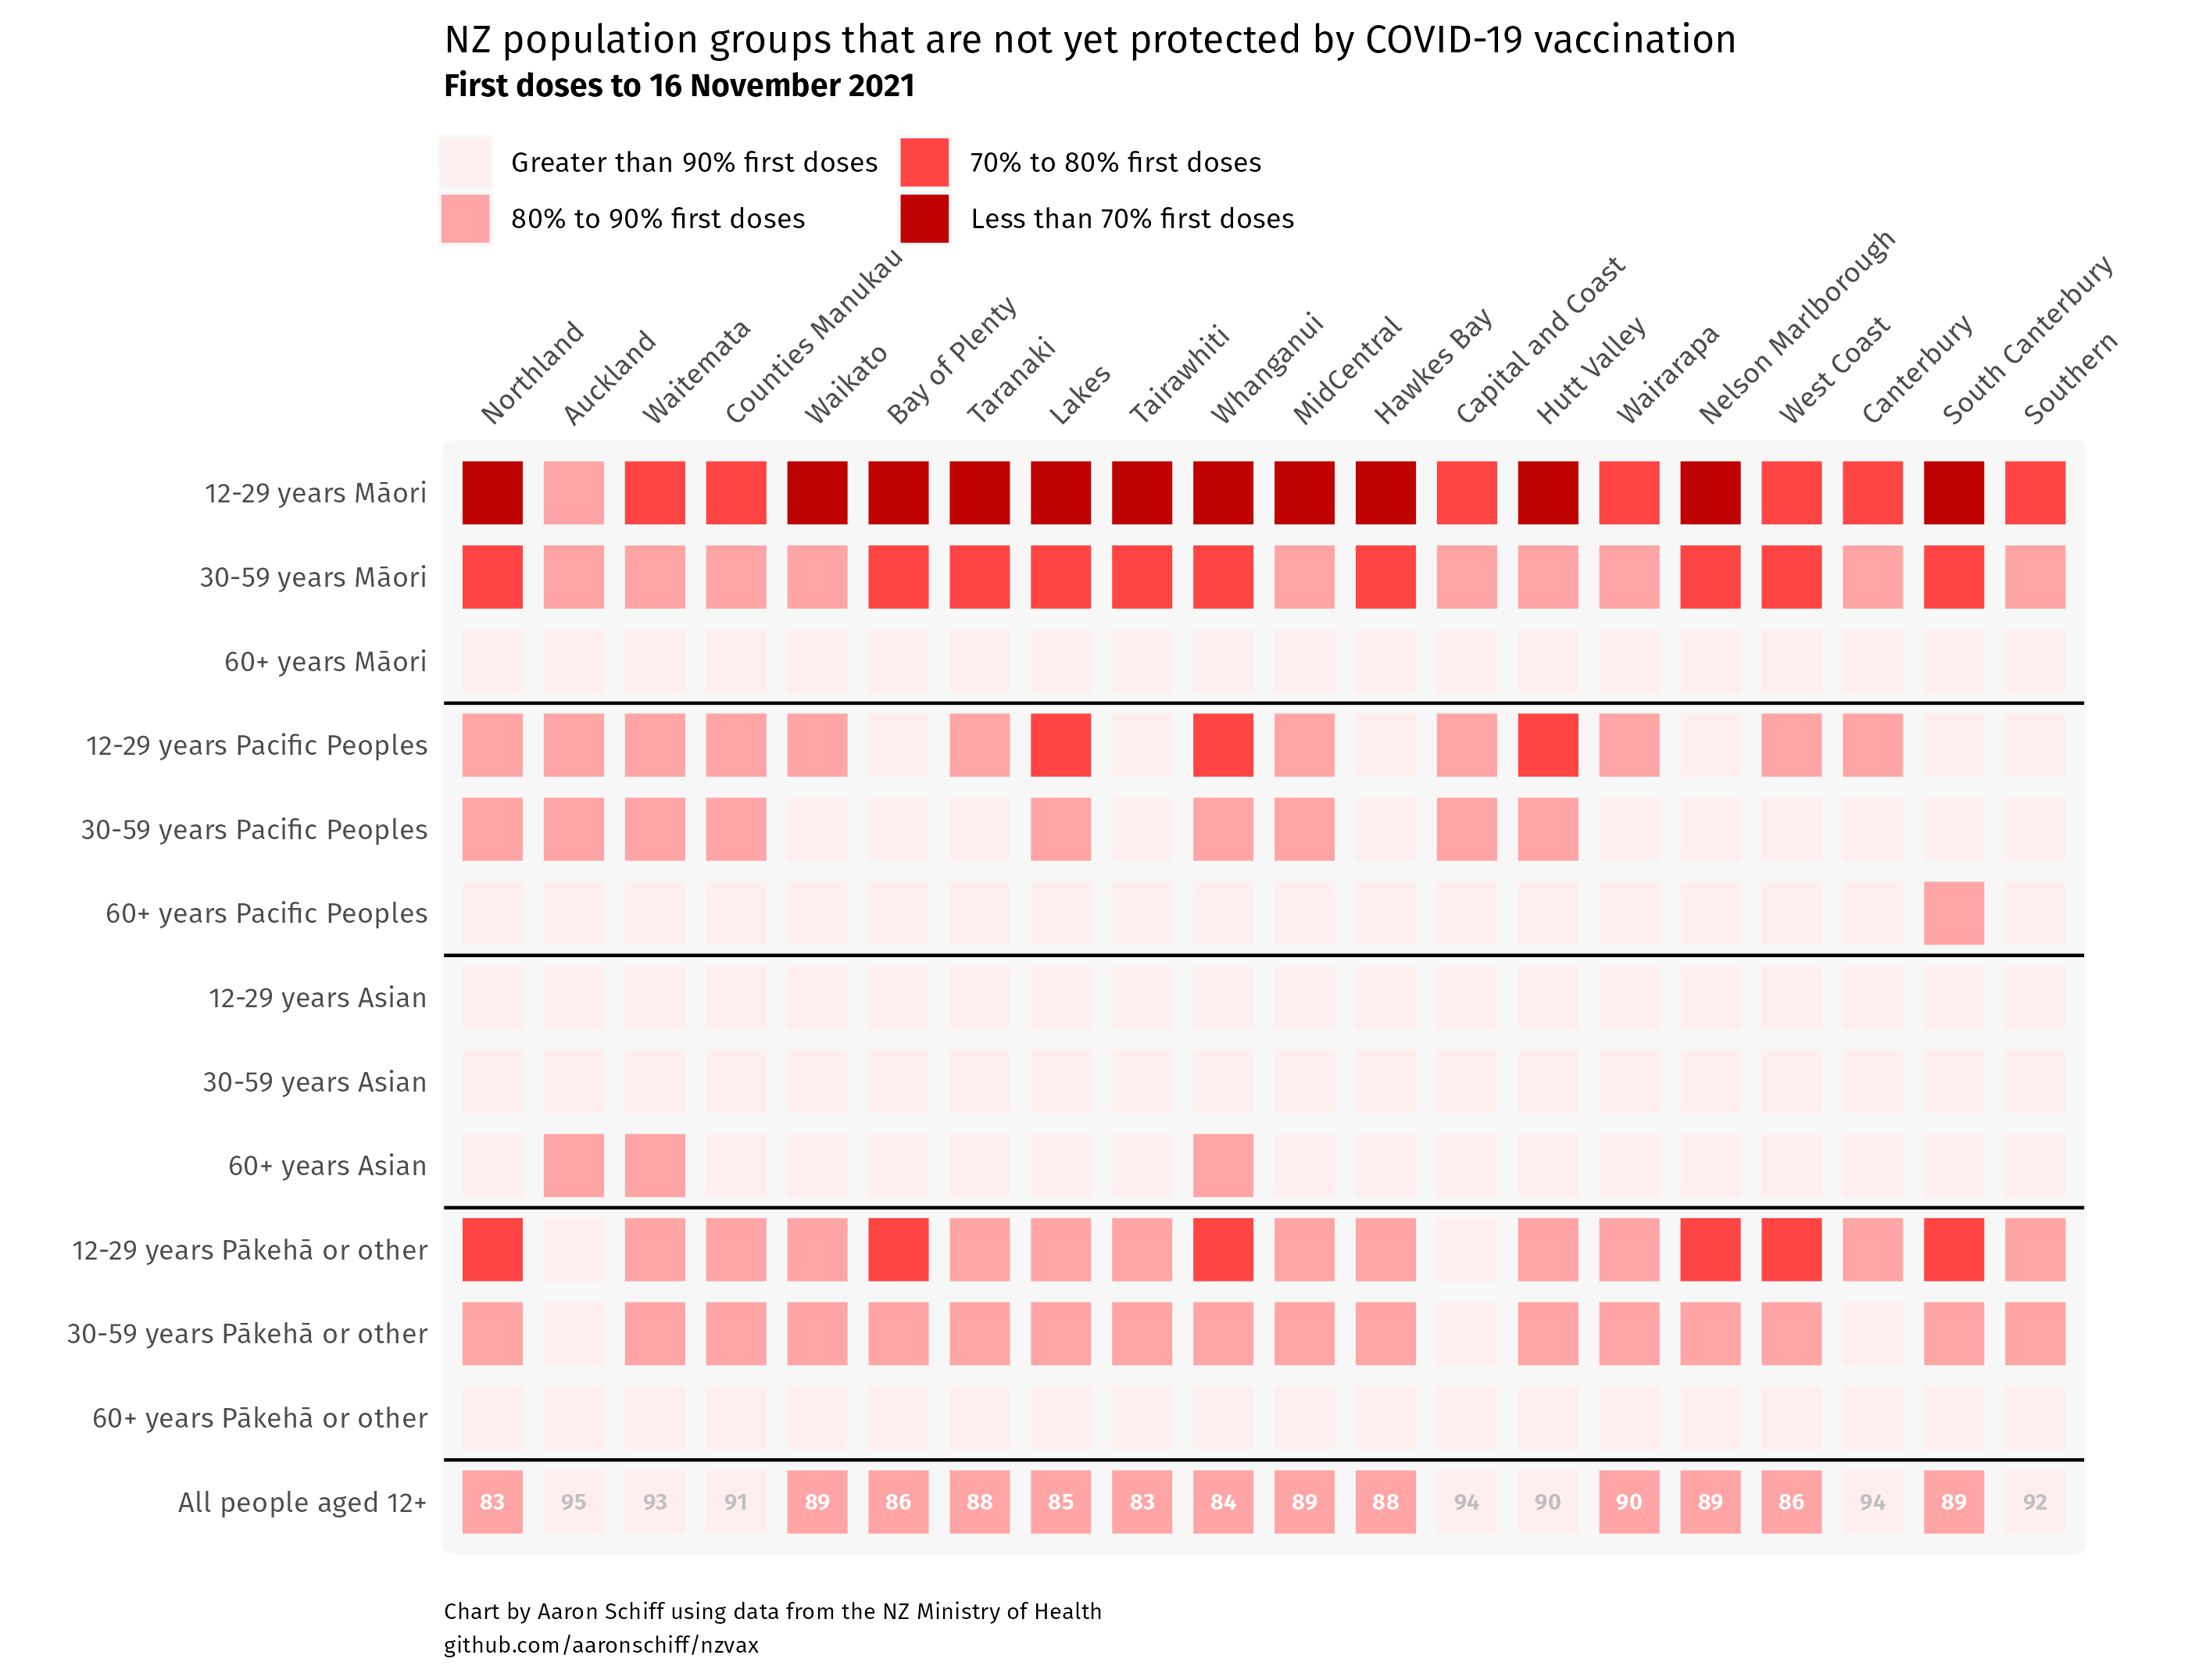 NZ population groups that are not yet protected by COVID-19 vaccination
First doses to 16 November 2021
Greater than 90% first doses
70% to 80% first doses
80% to 90% first doses
Less than 70% first doses
Northland
Auckland
Waitemata
Counties Manukau
Waikato
Bay of Plenty
Taranaki
Lakes
Tairawhiti
Whanganui
MidCentral
Hawkes Bay
Capital and Coast
Hutt Valley
Wairarapa
Nelson Marlborough
West Coast
Canterbury
South Canterbury
Southern
12-29 years Māori
30-59 years Māori
60+ years Māori
12-29 years Pacific Peoples
30-59 years Pacific Peoples
60+ years Pacific Peoples
12-29 years Asian
30-59 years Asian
60+ years Asian
12-29 years Pākehā or other
30-59 years Pākehā or other
60+ years Pākehā or other
All people aged 12+ 83 95 93 91 89 86 88 85 83 84 89 88 94 90 90 89 86 94 89 92
Chart by Aaron Schiff using data from the NZ Ministry of Health
github.com/aaronschiff/nzvax